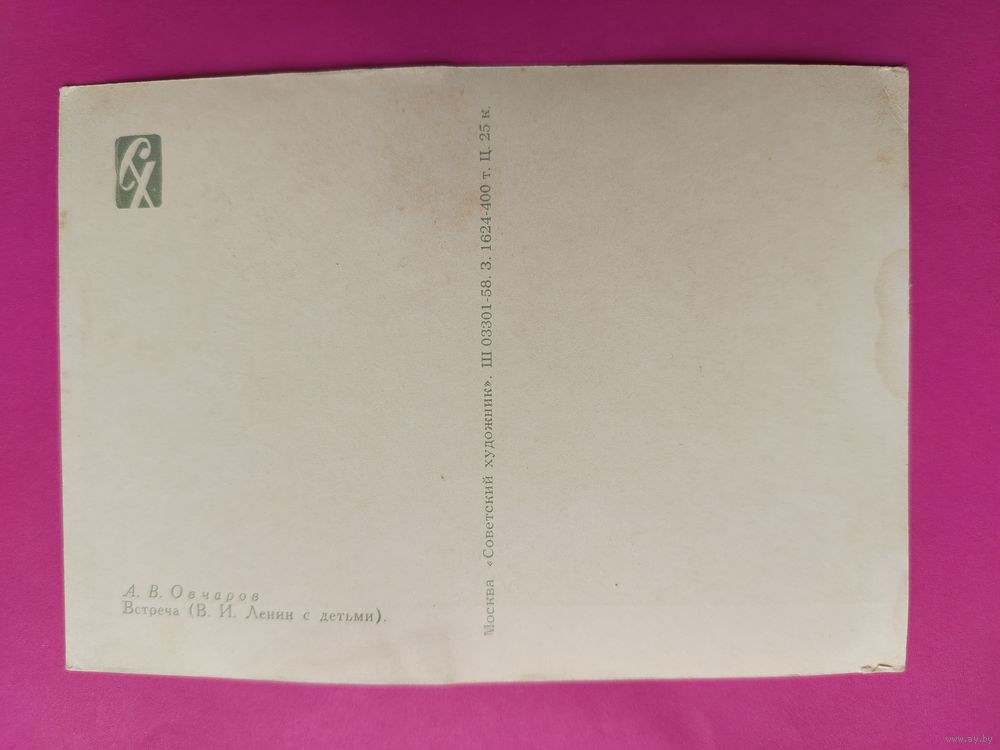 СХ
А. В. Овчаров
Встреча (В. И. Ленин с детьми).
Москва «Советский художник». Ш 03301-58. З. 1624-400 т. Ц. 25 к.
www.ay.by